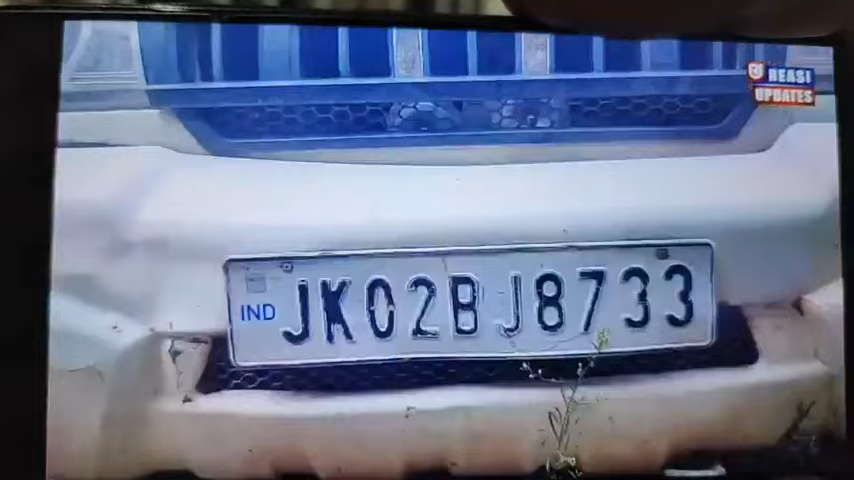 REASI
UPDATES
IND
JK02BJ8733